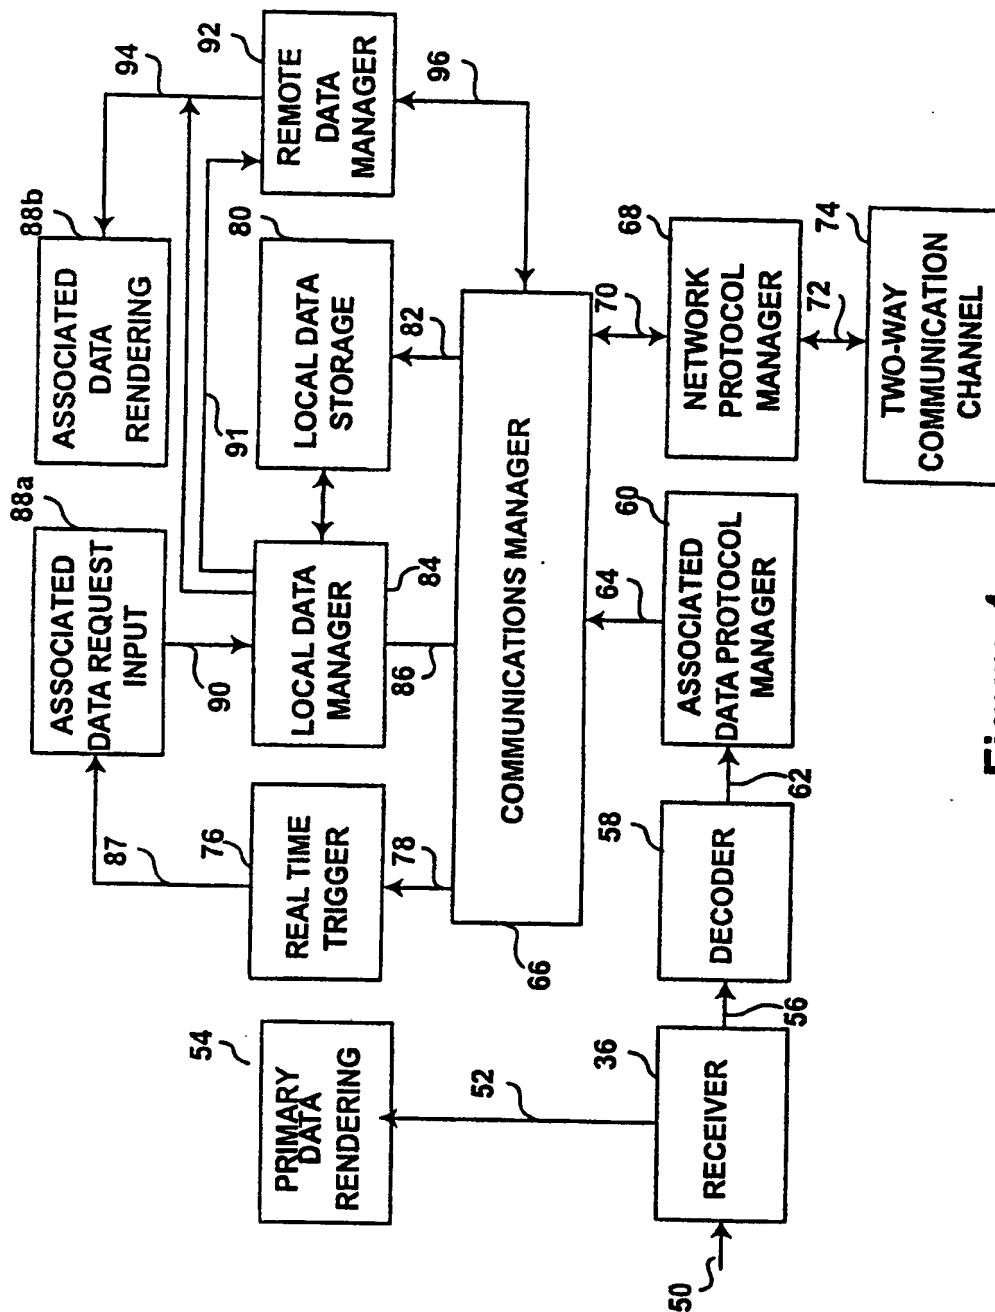 88a
ASSOCIATED
DATA REQUEST
INPUT
88b
ASSOCIATED
DATA
RENDERING
87
90
91
94
54
PRIMARY
DATA
RENDERING
76
REAL TIME
TRIGGER
LOCAL DATA
MANAGER
84
80
LOCAL DATA
STORAGE
92
REMOTE
DATA
MANAGER
52
78
86
82
96
66
COMMUNICATIONS MANAGER
64
70
50
36
RECEIVER
56
58
DECODER
62
60
ASSOCIATED
DATA PROTOCOL
MANAGER
68
NETWORK
PROTOCOL
MANAGER
72
74
TWO-WAY
COMMUNICATION
CHANNEL